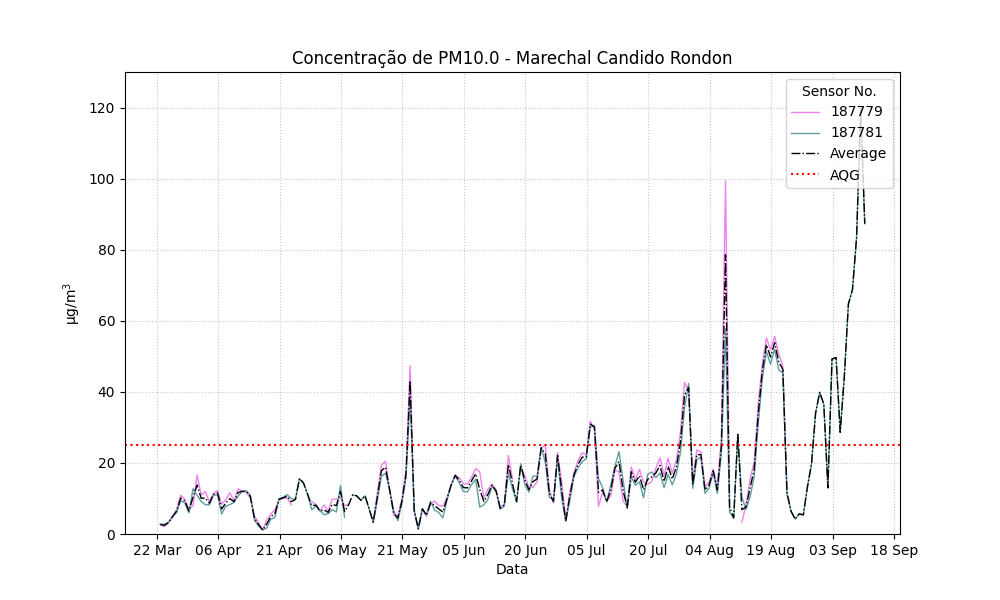 Concentração de PM10.0 - Marechal Candido Rondon
Sensor No.
187779
187781
Average
AQG
120
100
80
60
40
20
0
µg/m³
22 Mar 06 Apr 21 Apr 06 May 21 May 05 Jun 20 Jun 05 Jul 20 Jul 04 Aug 19 Aug 03 Sep 18 Sep
Data